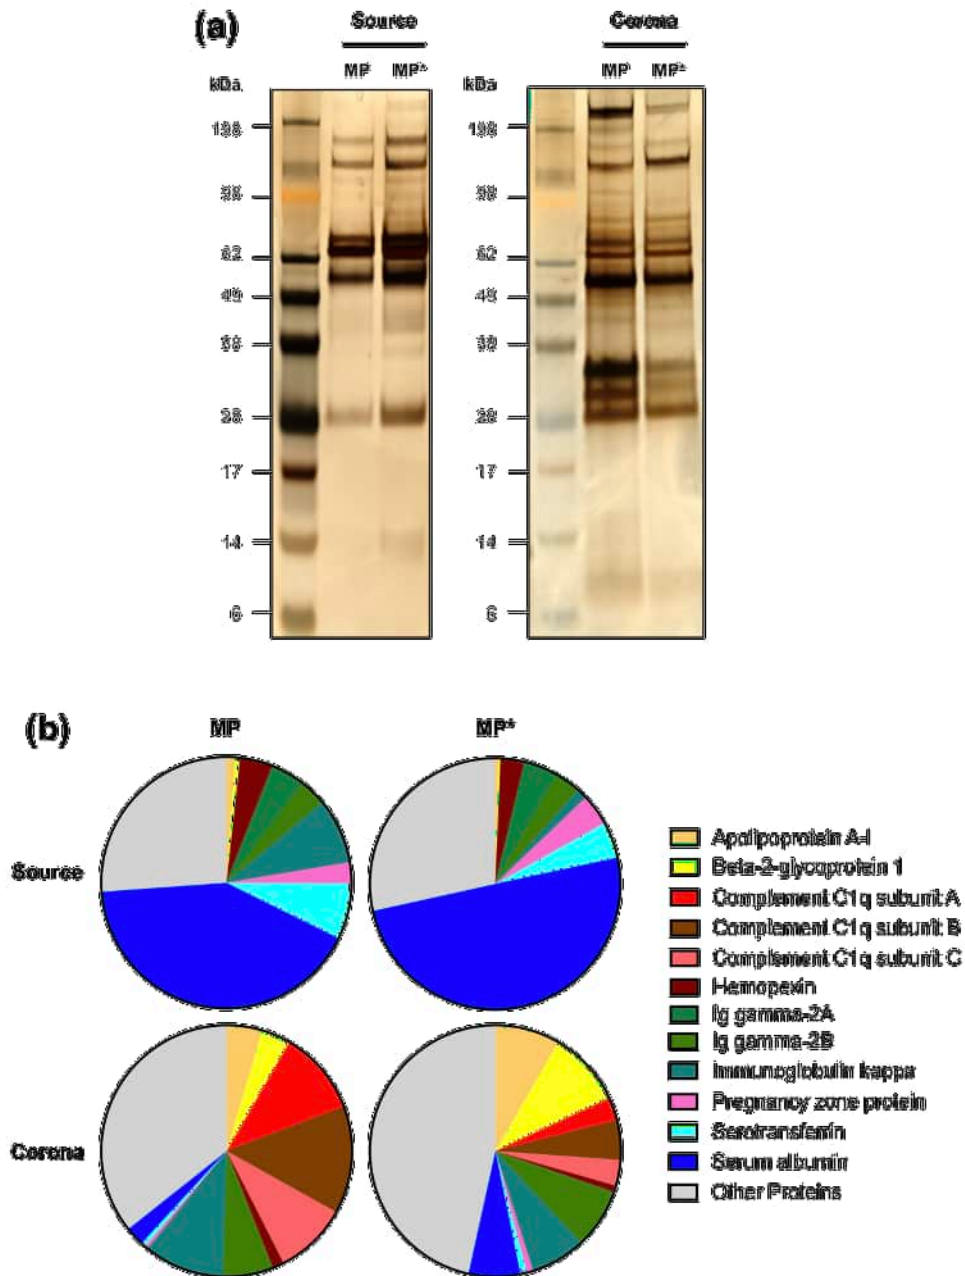 (a)
Source
Corona
MP MP*
MP MP*
kDa
188
98
62
49
38
28
17
14
6
kDa
188
98
62
49
38
28
17
14
6
(b)
MP
MP*
Source
Corona
Apolipoprotein A-I
Beta-2-glycoprotein 1
Complement C1q subunit A
Complement C1q subunit B
Complement C1q subunit C
Hemopexin
Ig gamma-2A
Ig gamma-2B
Immunoglobulin kappa
Pregnancy zone protein
Serotransferrin
Serum albumin
Other Proteins